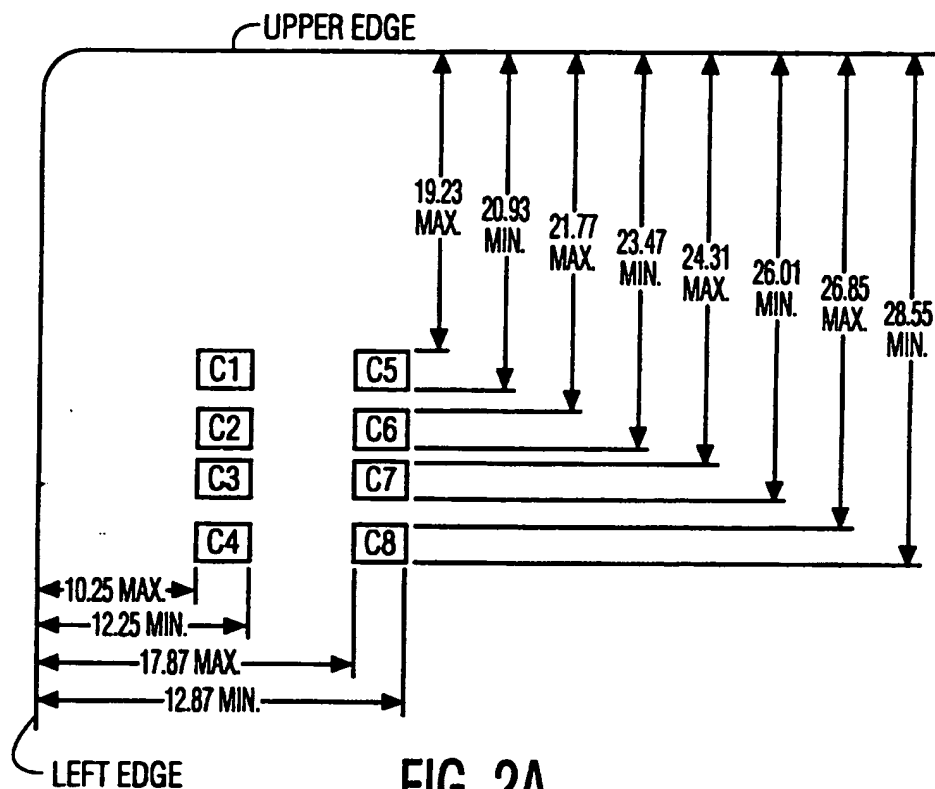 UPPER EDGE
19.23
MAX.
20.93
MIN.
21.77
MAX.
23.47
MIN.
24.31
MAX.
26.01
MIN.
26.85
MAX.
28.55
MIN.
C1
C5
C2
C6
C3
C7
C4
C8
10.25 MAX.
12.25 MIN.
17.87 MAX.
12.87 MIN.
LEFT EDGE
FIG. 2A